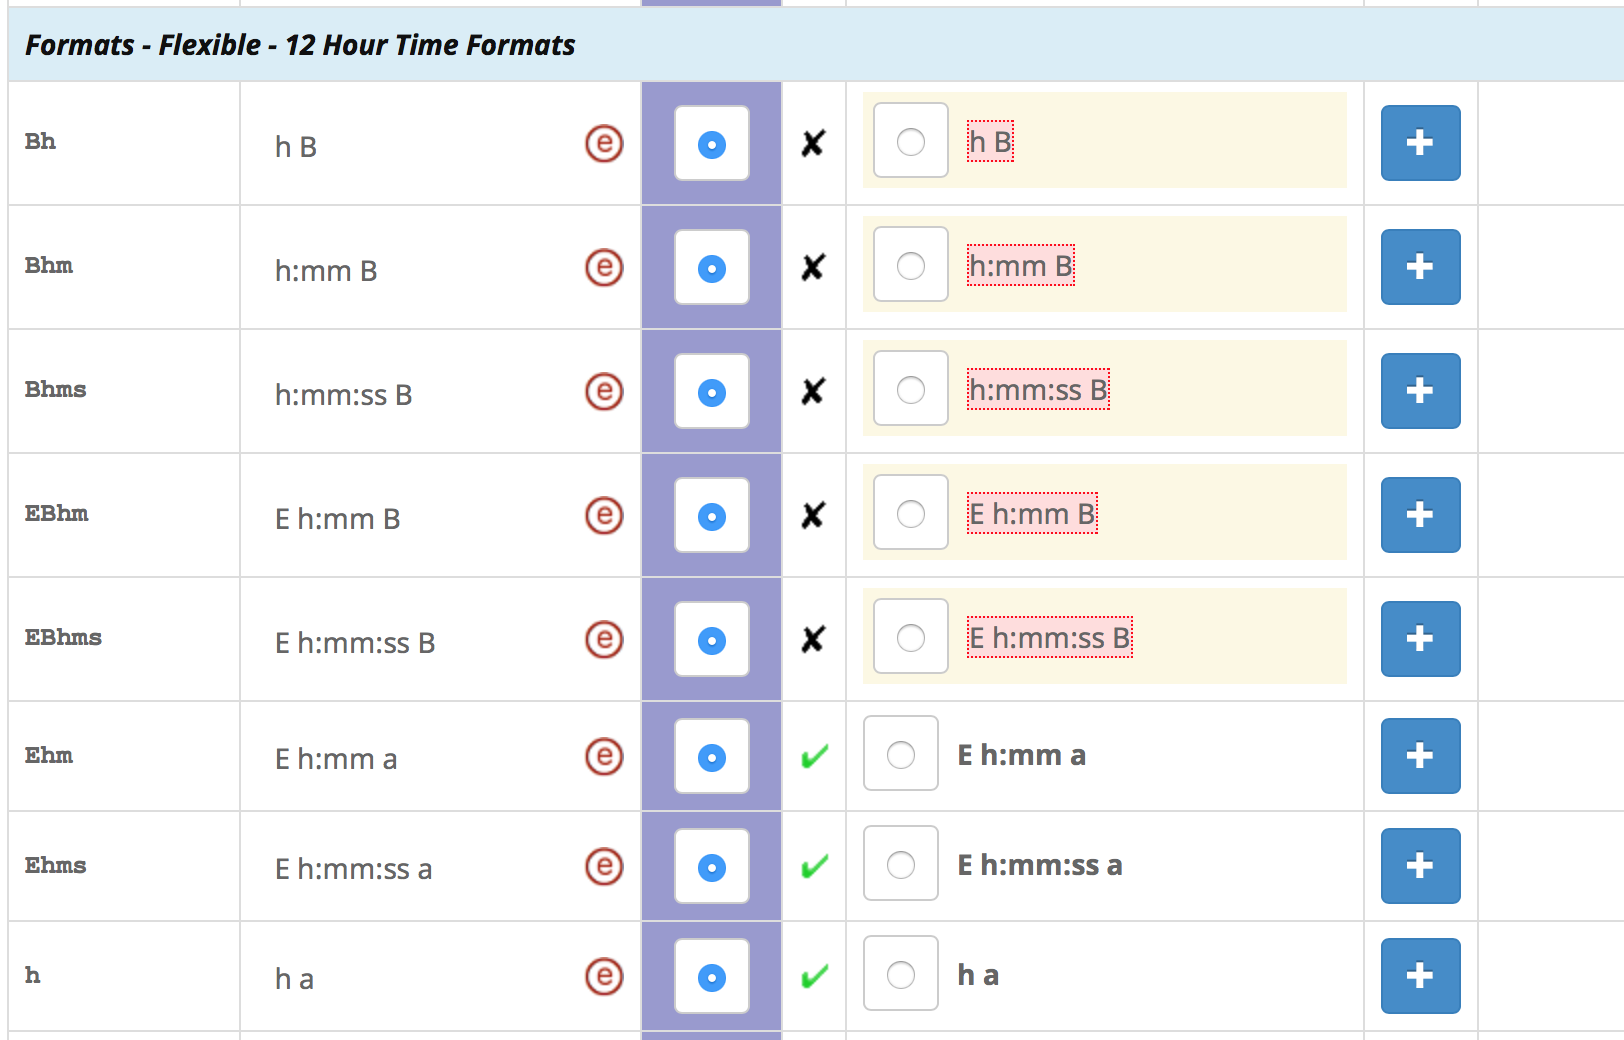 Formats - Flexible - 12 Hour Time Formats
Bh h B e ✘ h B +
Bhm h:mm B e ✘ h:mm B +
Bhms h:mm:ss B e ✘ h:mm:ss B +
EBhm E h:mm B e ✘ E h:mm B +
EBhms E h:mm:ss B e ✘ E h:mm:ss B +
Ehm E h:mm a e ✔ E h:mm a +
Ehms E h:mm:ss a e ✔ E h:mm:ss a +
h h a e ✔ h a +